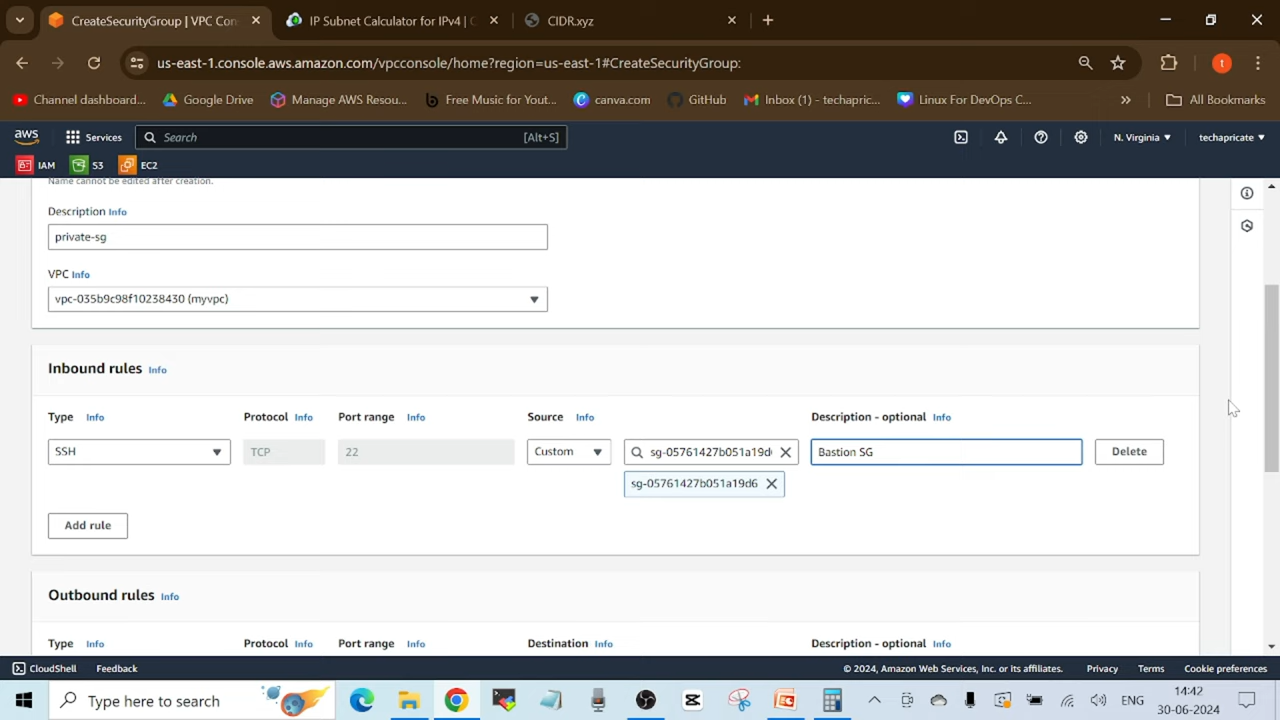 CreateSecurityGroup | VPC Con
IP Subnet Calculator for IPv4 | C
CIDR.xyz
us-east-1.console.aws.amazon.com/vpcconsole/home?region=us-east-1#CreateSecurityGroup:
t
Channel dashboard...
Google Drive
Manage AWS Resou...
Free Music for Yout...
canva.com
GitHub
Inbox (1) - techapric...
Linux For DevOps C...
»
All Bookmarks
aws
Services
Search
[Alt+S]
N. Virginia
techapricate
IAM
S3
EC2
Name cannot be edited after creation.
Description Info
private-sg
VPC Info
vpc-035b9c98f10238430 (myvpc)
Inbound rules Info
Type Info
Protocol Info
Port range Info
Source Info
Description - optional Info
SSH
TCP
22
Custom
sg-05761427b051a19d6
Bastion SG
Delete
sg-05761427b051a19d6
Add rule
Outbound rules Info
Type Info
Protocol Info
Port range Info
Destination Info
Description - optional Info
CloudShell
Feedback
© 2024, Amazon Web Services, Inc. or its affiliates.
Privacy
Terms
Cookie preferences
Type here to search
ENG
14:42
30-06-2024